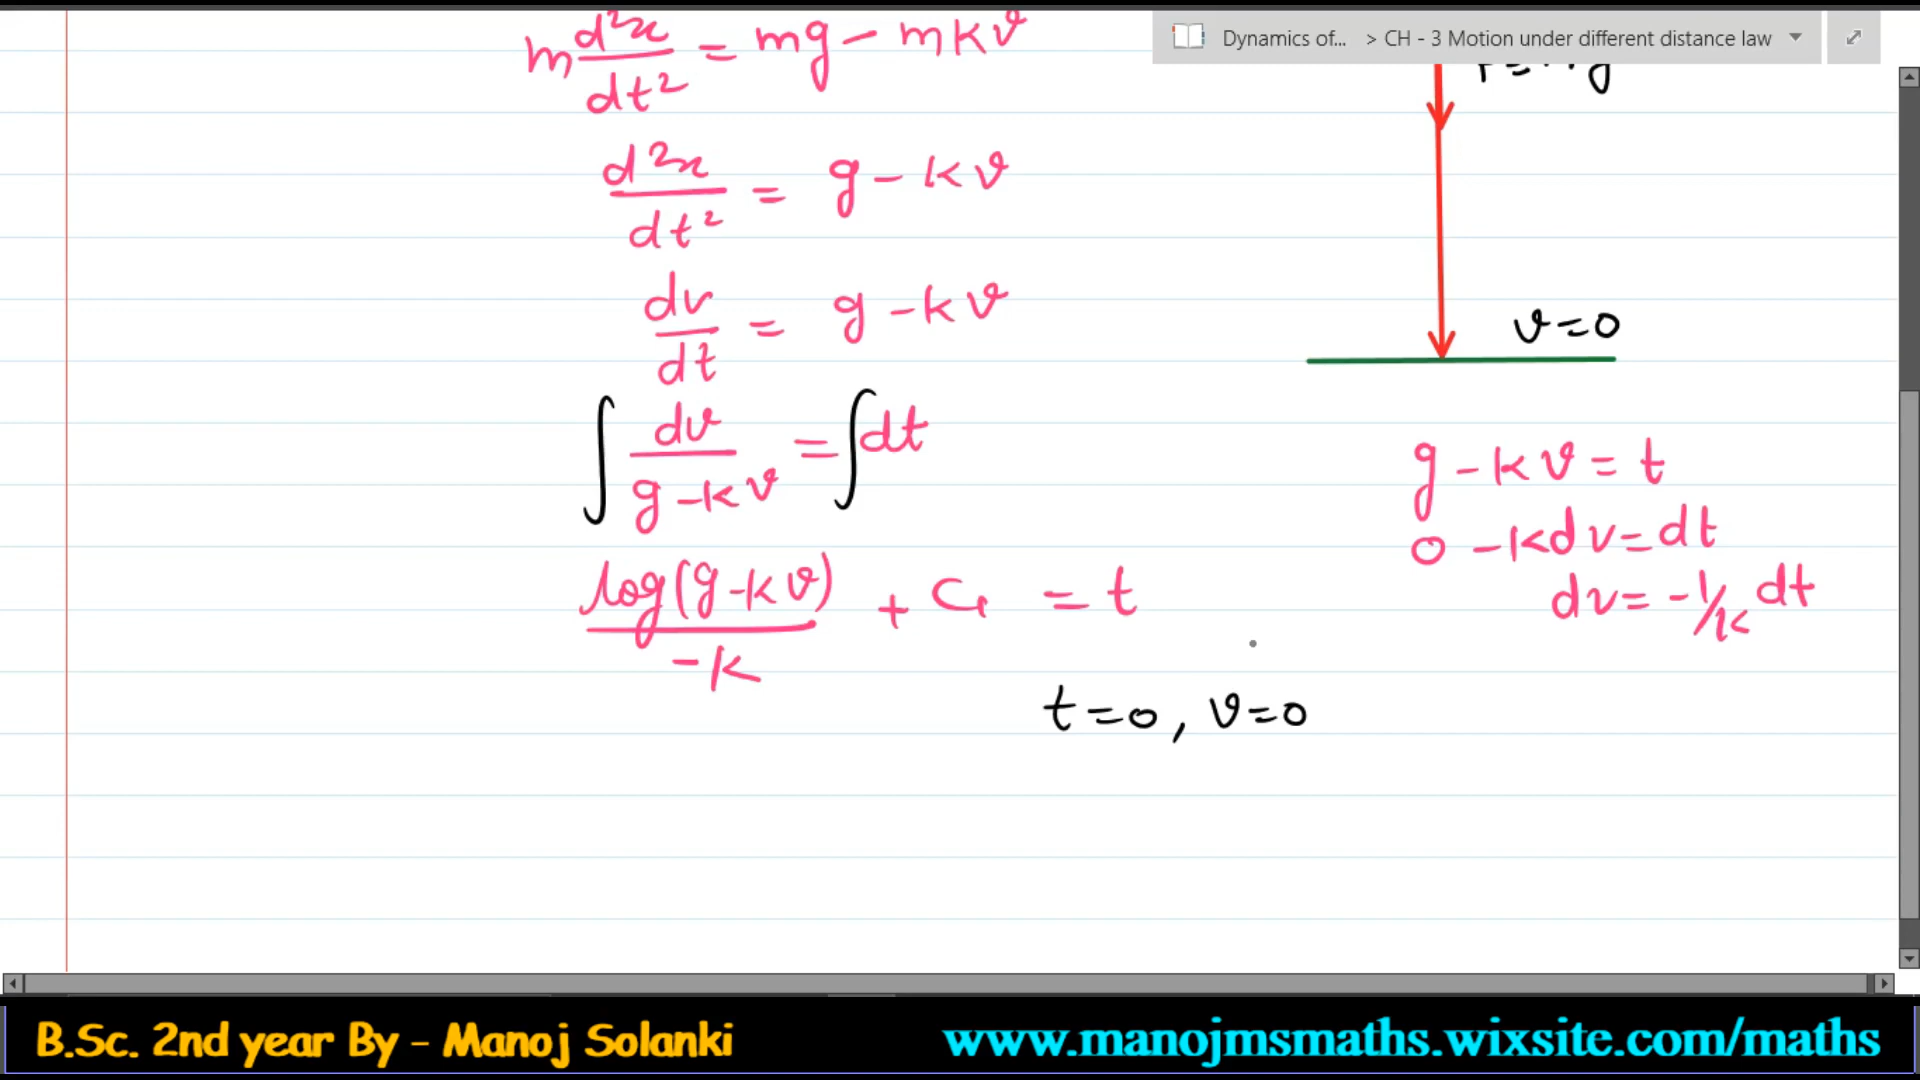 m d²x/dt² = mg - mkv
Dynamics of... > CH - 3 Motion under different distance law
d²x/dt² = g - kv
dv/dt = g - kv
v = 0
∫ dv/(g - kv) = ∫ dt
g - kv = t
0 - kdv = dt
dv = -1/k dt
log(g - kv)/-k + C₁ = t
t = 0, v = 0
B.Sc. 2nd year By - Manoj Solanki
www.manojmsmaths.wixsite.com/maths